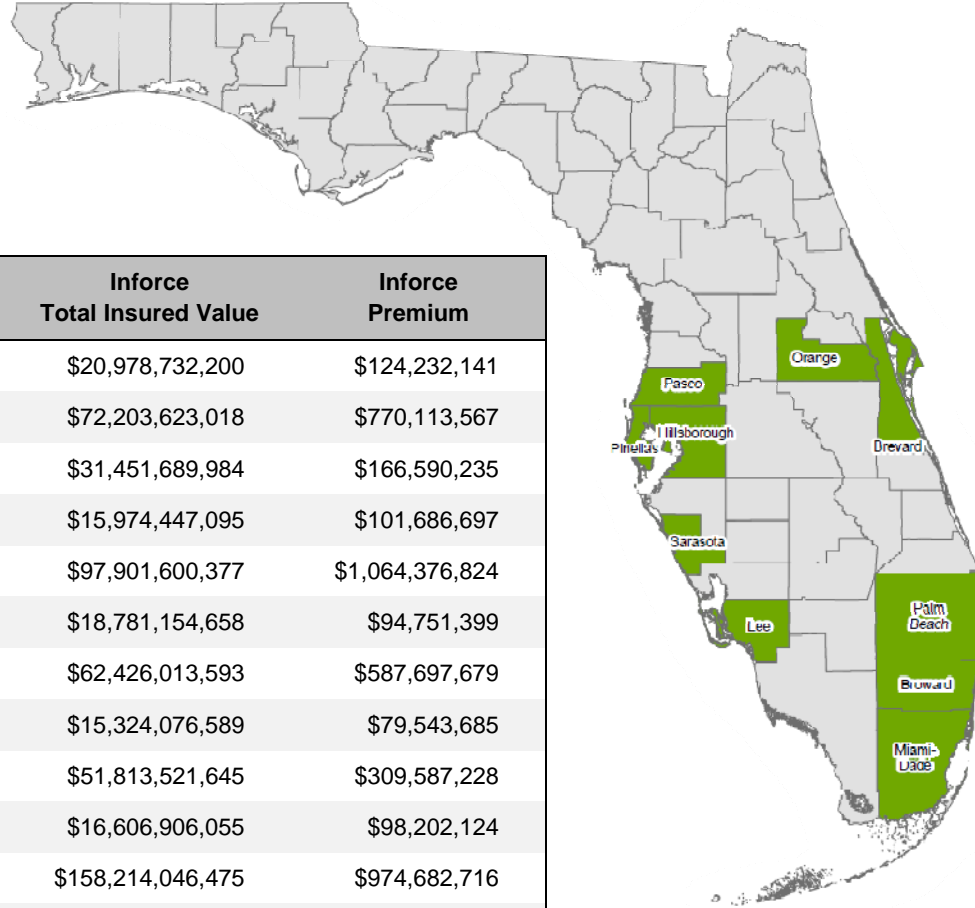 Inforce Inforce
Total Insured Value Premium
$20,978,732,200 $124,232,141
$72,203,623,018 $770,113,567
$31,451,689,984 $166,590,235
$15,974,447,095 $101,686,697
$97,901,600,377 $1,064,376,824
$18,781,154,658 $94,751,399
$62,426,013,593 $587,697,679
$15,324,076,589 $79,543,685
$51,813,521,645 $309,587,228
$16,606,906,055 $98,202,124
$158,214,046,475 $974,682,716
Orange
Pasco
Hillsborough
Pinellas
Brevard
Sarasota
Lee
Palm
Beach
Broward
Miami-
Dade